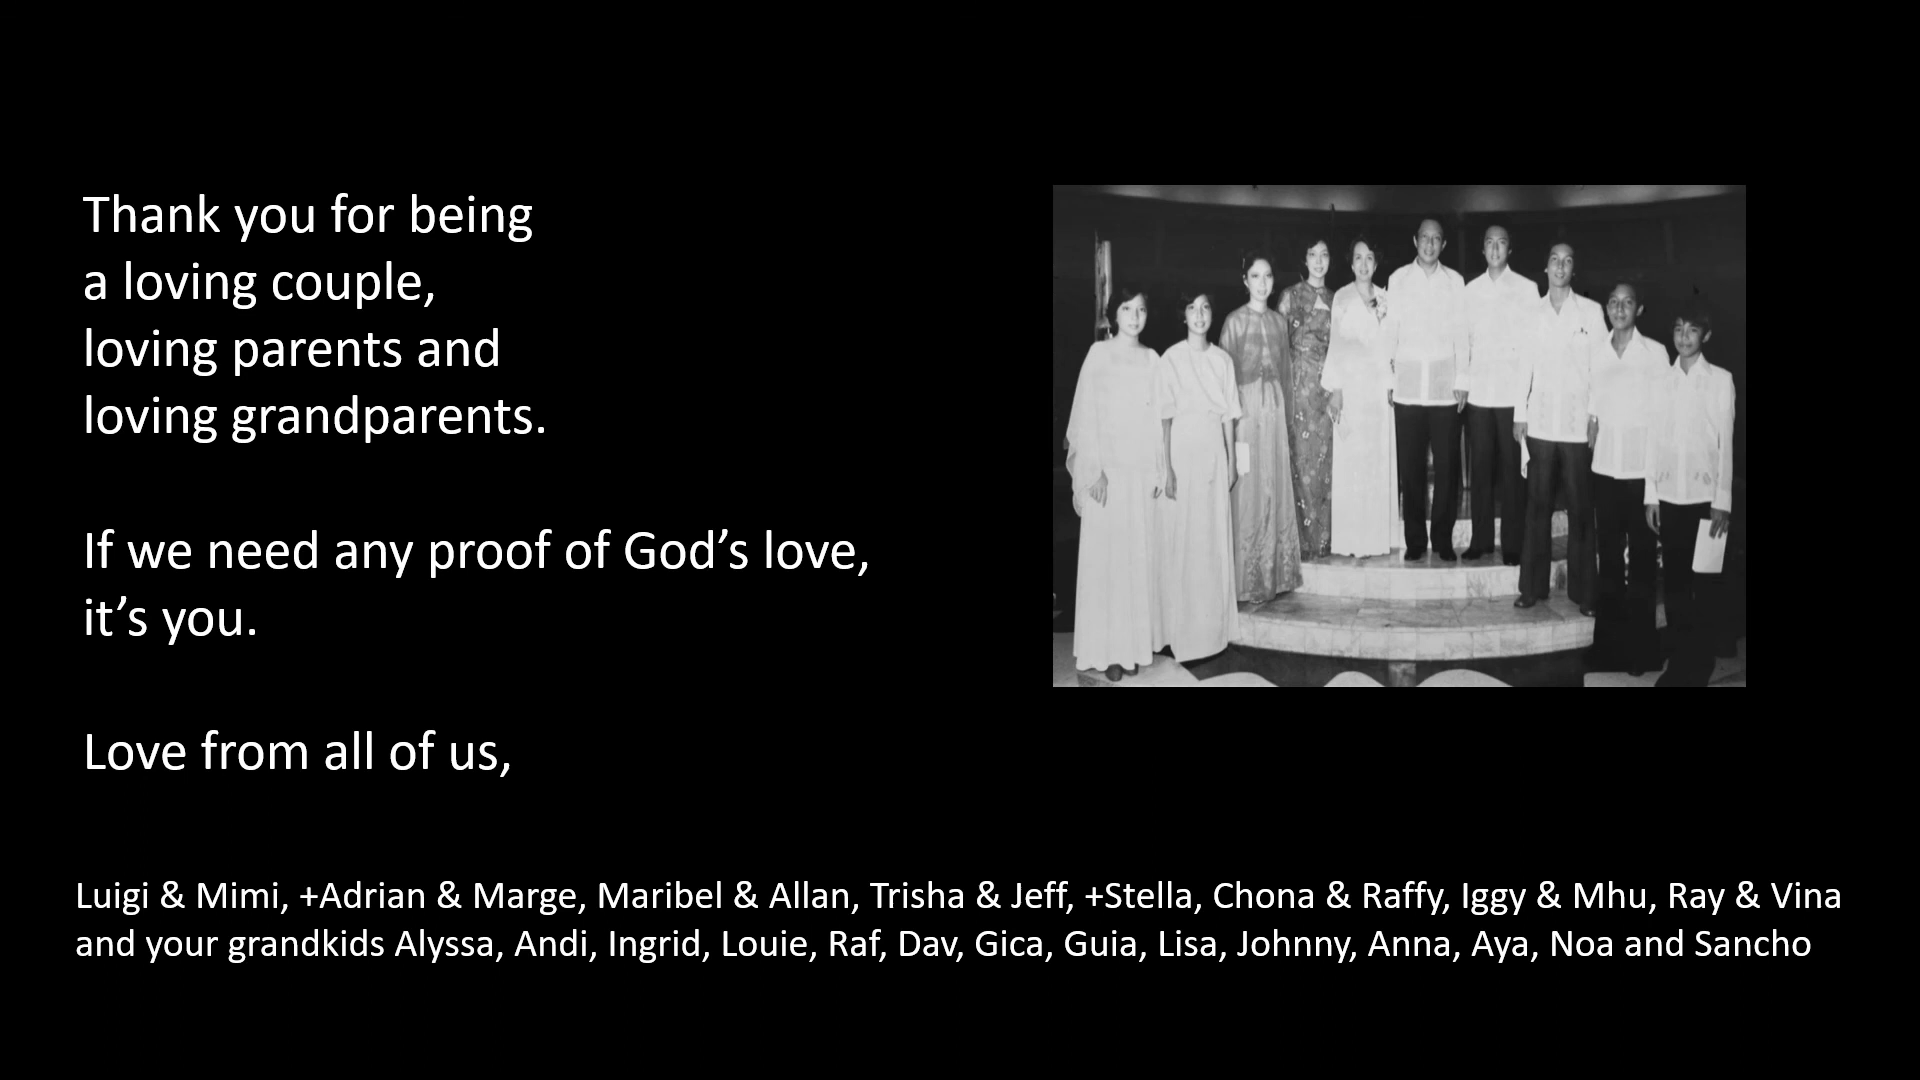 Thank you for being
a loving couple,
loving parents and
loving grandparents.
If we need any proof of God’s love,
it’s you.
Love from all of us,
Luigi & Mimi, +Adrian & Marge, Maribel & Allan, Trisha & Jeff, +Stella, Chona & Raffy, Iggy & Mhu, Ray & Vina
and your grandkids Alyssa, Andi, Ingrid, Louie, Raf, Dav, Gica, Guia, Lisa, Johnny, Anna, Aya, Noa and Sancho